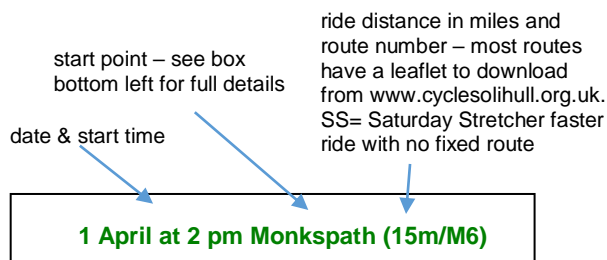 ride distance in miles and
route number – most routes
have a leaflet to download
from www.cyclesolihull.org.uk.
SS= Saturday Stretcher faster
ride with no fixed route
start point – see box
bottom left for full details
date & start time
1 April at 2 pm Monkspath (15m/M6)